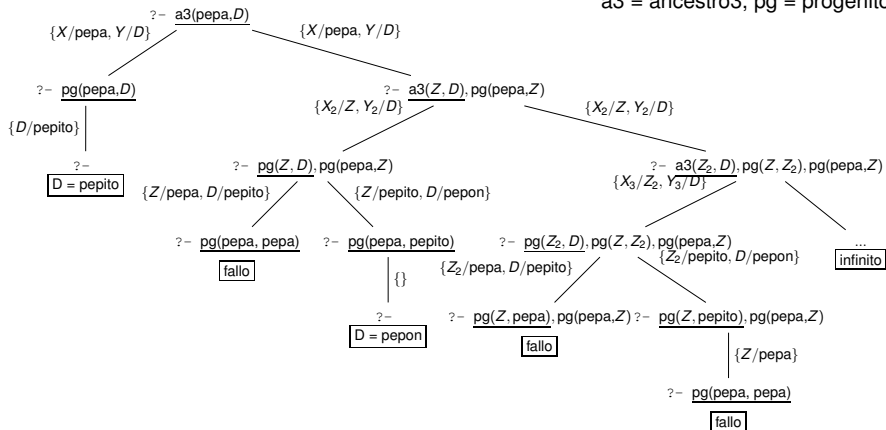 a3 = ancestro3, pg = progenito
?- a3(pepa,D)
{X/pepa, Y/D} {X/pepa, Y/D}
?- pg(pepa,D) ?- a3(Z, D), pg(pepa,Z)
{D/pepito} {X₂/Z, Y₂/D} {X₂/Z, Y₂/D}
?- ?- pg(Z, D), pg(pepa,Z) ?- a3(Z₂, D), pg(Z, Z₂), pg(pepa,Z)
D = pepito {Z/pepa, D/pepito} {Z/pepito, D/pepon} {X₃/Z₂, Y₃/D}
?- pg(pepa, pepa) ?- pg(pepa, pepito) ?- pg(Z₂, D), pg(Z, Z₂), pg(pepa,Z) ...
fallo {} {Z₂/pepa, D/pepito} {Z₂/pepito, D/pepon} infinito
?- ?- pg(Z, pepa), pg(pepa,Z) ?- pg(Z, pepito), pg(pepa,Z)
D = pepon fallo {Z/pepa}
?- pg(pepa, pepa)
fallo